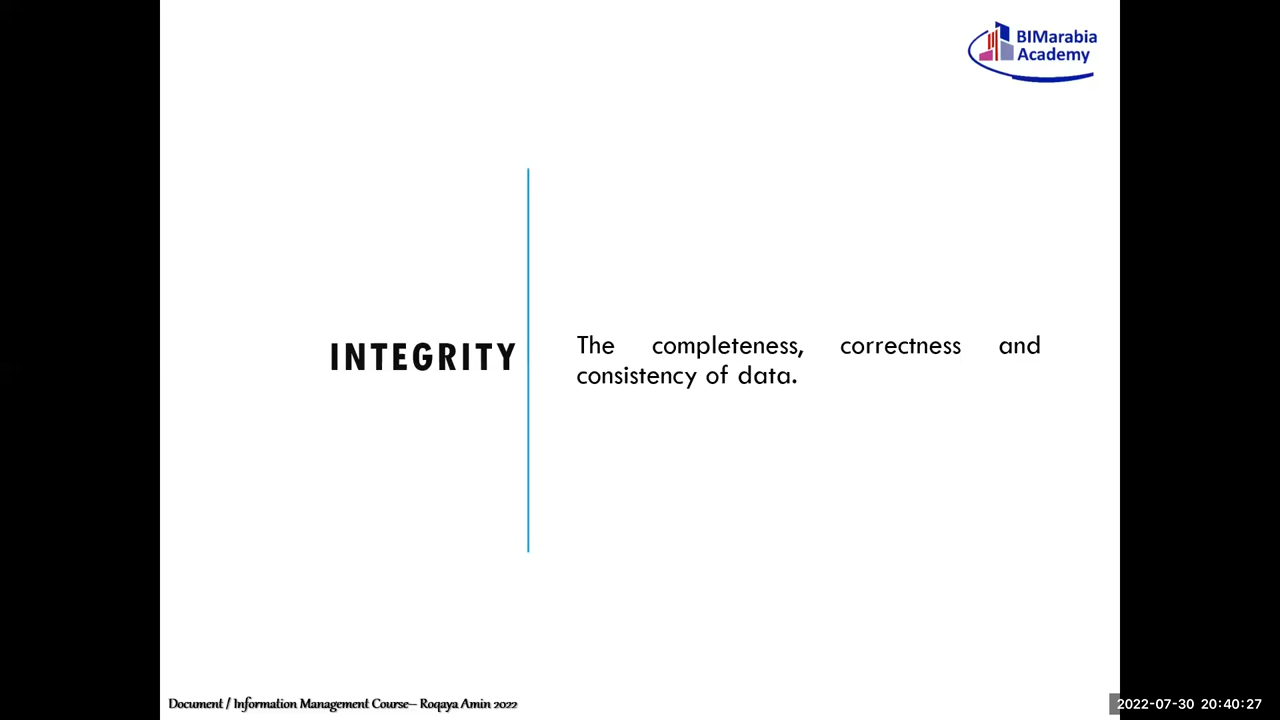 BIMarabia
Academy
INTEGRITY
The completeness, correctness and
consistency of data.
Document / Information Management Course– Roqaya Amin 2022
2022-07-30 20:40:27